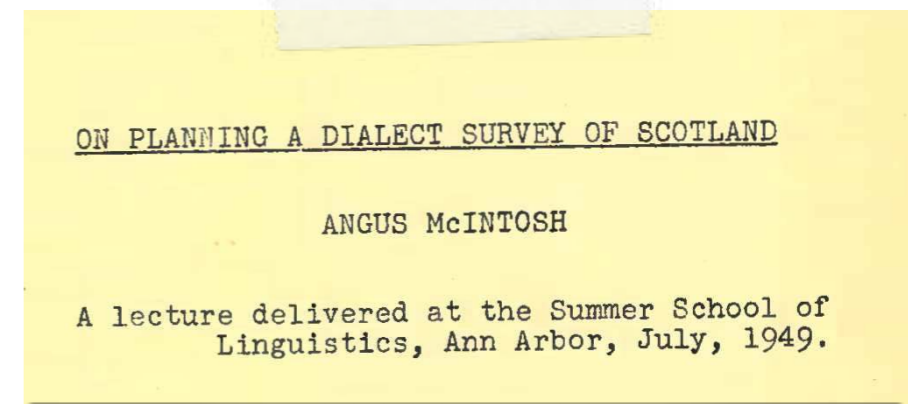 ON PLANNING A DIALECT SURVEY OF SCOTLAND
ANGUS McINTOSH
A lecture delivered at the Summer School of
Linguistics, Ann Arbor, July, 1949.